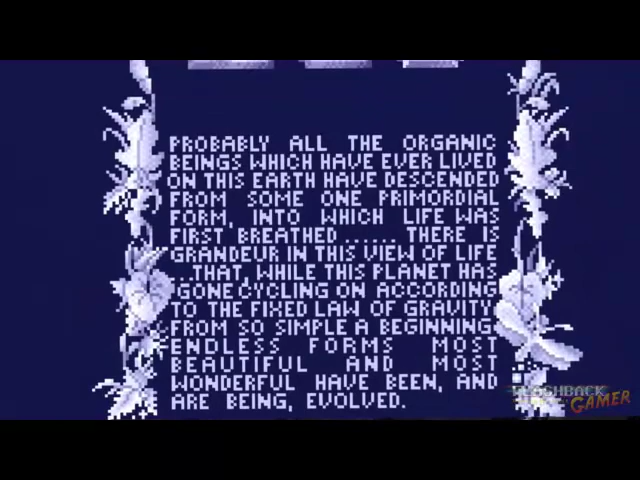 PROBABLY ALL THE ORGANIC
BEINGS WHICH HAVE EVER LIVED
ON THIS EARTH HAVE DESCENDED
FROM SOME ONE PRIMORDIAL
FORM, INTO WHICH LIFE WAS
FIRST BREATHED ...... THERE IS
GRANDEUR IN THIS VIEW OF LIFE
...THAT, WHILE THIS PLANET HAS
GONE CYCLING ON ACCORDING
TO THE FIXED LAW OF GRAVITY
FROM SO SIMPLE A BEGINNING
ENDLESS FORMS MOST
BEAUTIFUL AND MOST
WONDERFUL HAVE BEEN, AND
ARE BEING, EVOLVED.
FLASHBACK
GAMER